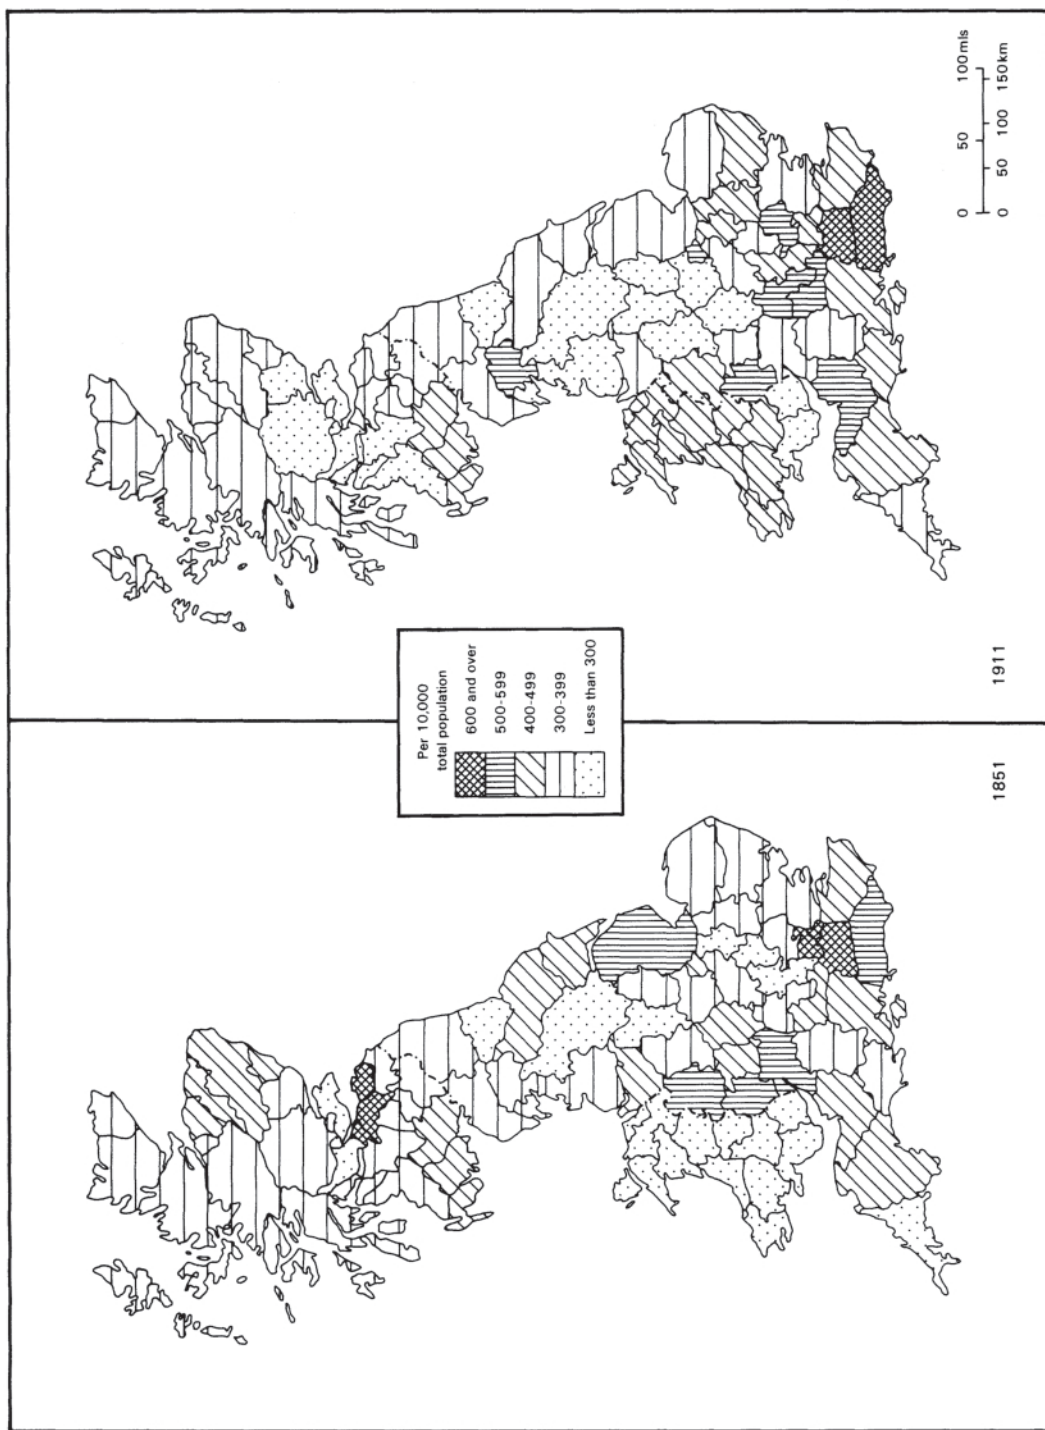 1851
Per 10,000
total population
600 and over
500-599
400-499
300-399
Less than 300
1911
0 50 100 mls
0 50 100 150 km